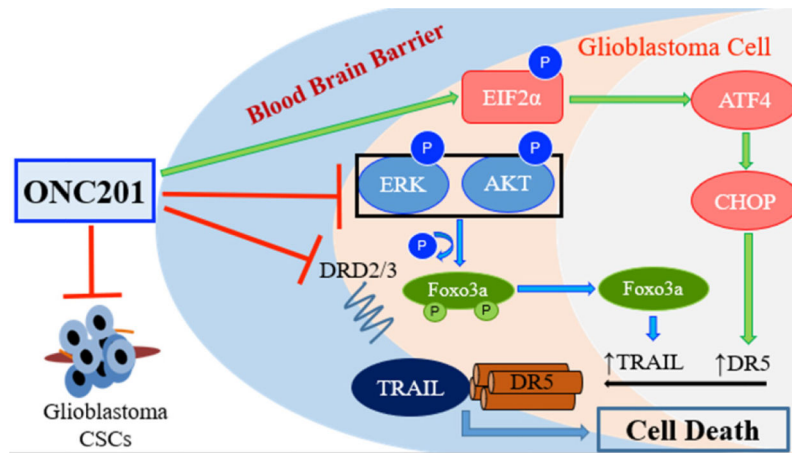 Blood Brain Barrier
Glioblastoma Cell
P
EIF2α
ATF4
ONC201
P
P
ERK
AKT
CHOP
P
DRD2/3
Foxo3a
P
P
Foxo3a
↑TRAIL
↑DR5
TRAIL
DR5
Glioblastoma
CSCs
Cell Death